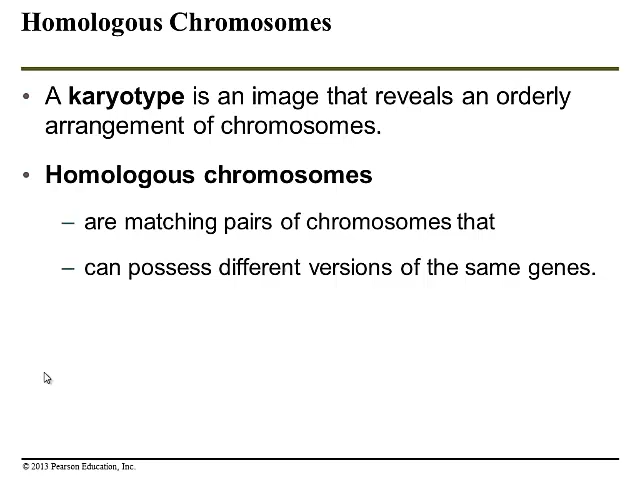 Homologous Chromosomes
• A karyotype is an image that reveals an orderly
arrangement of chromosomes.
• Homologous chromosomes
– are matching pairs of chromosomes that
– can possess different versions of the same genes.
© 2013 Pearson Education, Inc.